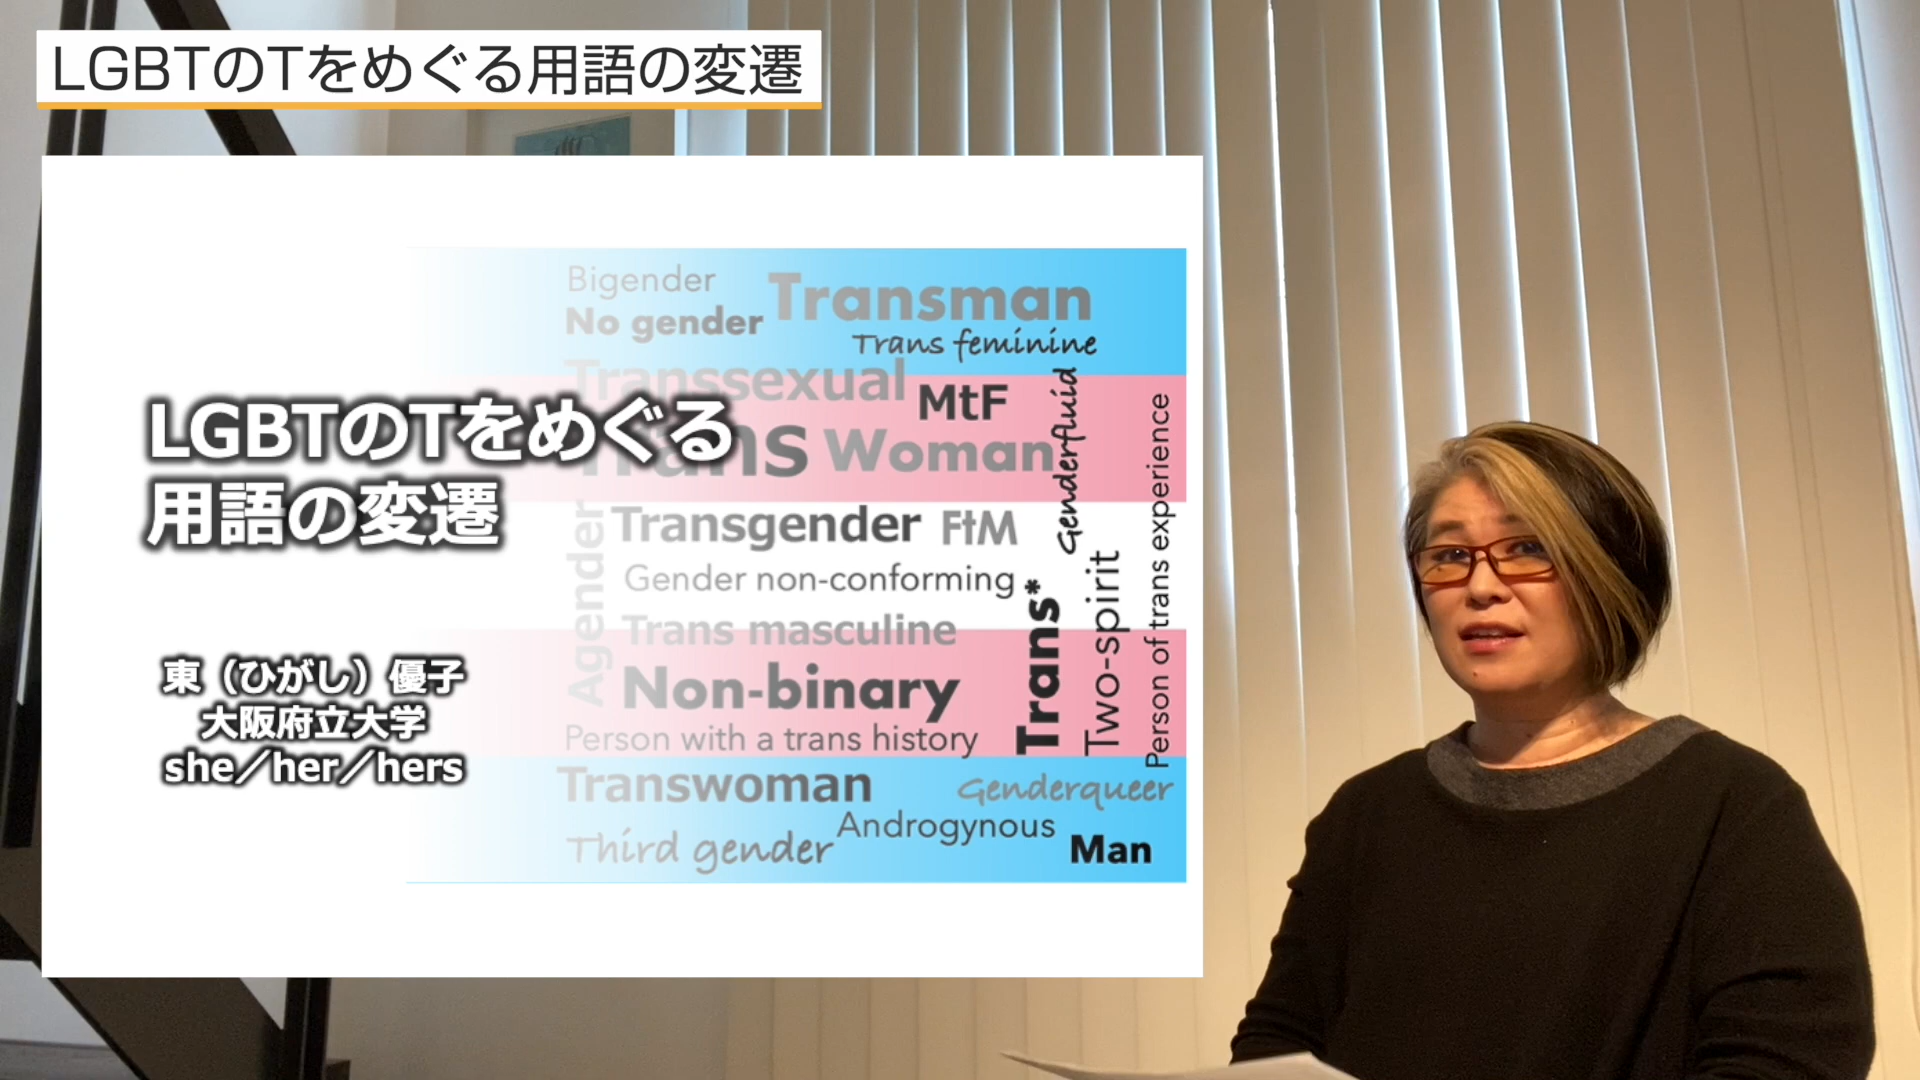 LGBTのTをめぐる用語の変遷
LGBTのTをめぐる
用語の変遷
東（ひがし）優子
大阪府立大学
she／her／hers
Bigender
Transman
No gender
Trans feminine
Transsexual
MtF
Trans
Woman
Genderfluid
Person of trans experience
Agender
Transgender
FtM
Gender non-conforming
Trans*
Two-spirit
Trans masculine
Non-binary
Person with a trans history
Transwoman
Genderqueer
Androgynous
Third gender
Man